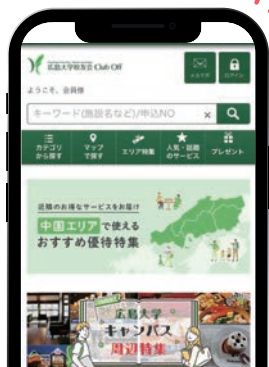 広島大学校友会 Club Off
メルマガ
ログイン
ようこそ、会員様
キーワード(施設名など)/申込NO ×
カテゴリ
から探す
マップ
で探す
エリア特集
人気・話題
のサービス
プレゼント
近隣のお得なサービスをお届け
中国エリアで使える
おすすめ優待特集
広島大学
キャンパス
周辺特集